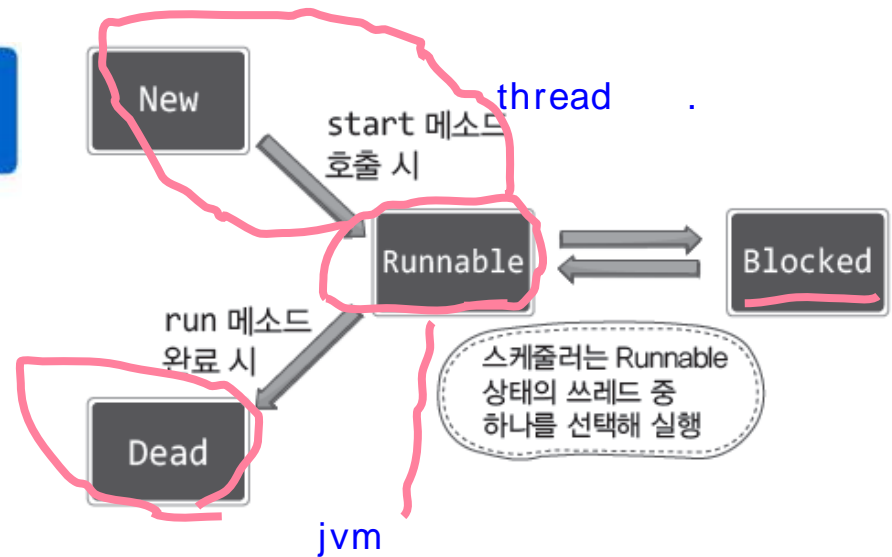 New
thread .
start 메소드
호출 시
Runnable
Blocked
run 메소드
완료 시
스케줄러는 Runnable
상태의 쓰레드 중
하나를 선택해 실행
Dead
jvm